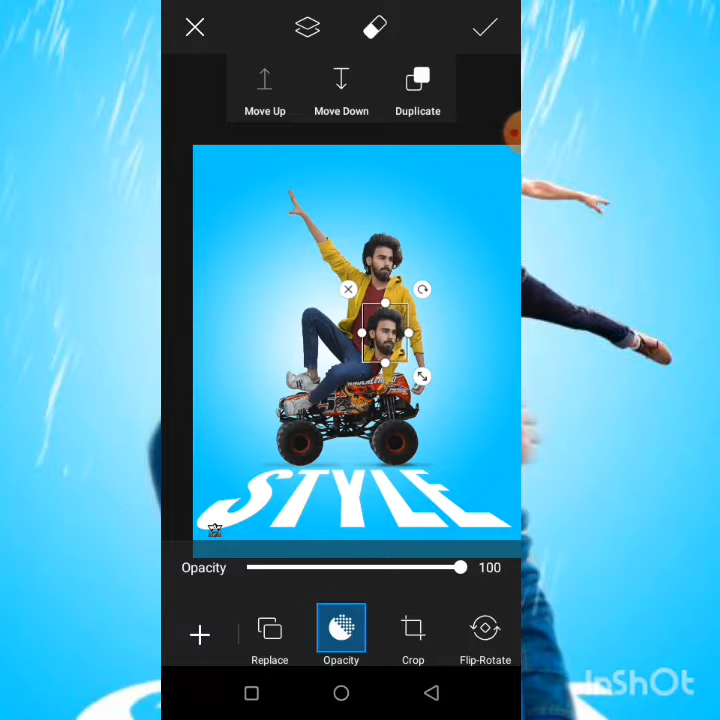 Move Up
Move Down
Duplicate
STYLE
Opacity
100
Replace
Opacity
Crop
Flip-Rotate
InShOt